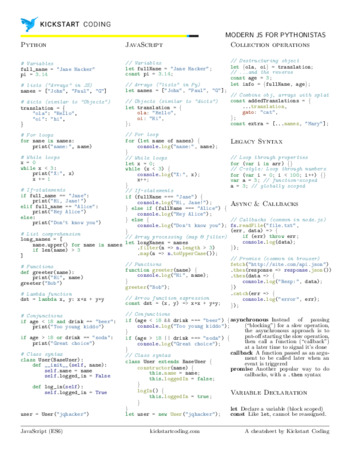 KICKSTART CODING
MODERN JS FOR PYTHONISTAS
PYTHON
# Variables
full_name = "Jane Hacker"
pi = 3.14
# Lists ("Arrays" in JS)
names = ["John", "Paul", "G"]
# Dicts (similar to "Objects")
translation = {
"ola": "Hello",
"oi": "Hi",
}
# For loops
for name in names:
print("name:", name)
# While loops
x = 0
while x < 3:
print("X:", x)
x += 1
# If-statements
if full_name == "Jane":
print("Hi, Jane!")
elif full_name == "Alice":
print("Hey Alice")
else:
print("Don't know you")
# List comprehension
long_names = [
name.upper() for name in names
if len(name) > 3
]
# Functions
def greeter(name):
print("Hi", name)
greeter("Bob")
# Lambda function
dst = lambda x, y: x*x + y*y
# Conjunctions
if age < 18 and drink == "beer":
print("Too young kiddo")
if age > 18 or drink == "soda":
print("Great choice")
# Class syntax
class User(BaseUser):
def __init__(self, name):
self.name = name
self.logged_in = False
def log_in(self):
self.logged_in = True
user = User("jqhacker")
JAVASCRIPT
// Variables
let fullName = "Jane Hacker";
const pi = 3.14;
// Arrays ("Lists" in Py)
let names = ["John", "Paul", "G"];
// Objects (similar to "Dicts")
let translation = {
ola: "Hello",
oi: "Hi",
};
// For loop
for (let name of names) {
console.log("name:", name);
}
// While loops
let x = 0;
while (x < 3) {
console.log("X:", x);
x++;
}
// If-statements
if (fullName === "Jane") {
console.log("Hi, Jane!");
} else if (fullName === "Alice") {
console.log("Hey Alice");
} else {
console.log("Don't know you");
}
let longNames = names
.filter(n => n.length > 3)
.map(n => n.toUpperCase());
// Functions
function greeter(name) {
console.log("Hi", name);
}
greeter("Bob");
// Arrow function expression
const dst = (x, y) => x*x + y*y;
// Conjunctions
if (age < 18 && drink === "beer") {
console.log("Too young kiddo");
}
if (age > 18 || drink === "soda") {
console.log("Great choice");
}
// Class syntax
class User extends BaseUser {
constructor(name) {
this.name = name;
this.loggedIn = false;
}
logIn() {
this.loggedIn = true;
}
}
let user = new User("jqhacker");
COLLECTION OPERATIONS
// Destructuring object
let {ola, oi} = translation;
// ...and the reverse
const age = 3;
let info = {fullName, age};
const addedTranslations = {
...translation,
gato: "cat",
};
const extra = [...names, "Mary"];
LEGACY SYNTAX
// Loop through properties
for (var i in arr) {}
// C-style: Loop through numbers
for (var i = 0; i < 100; i++) {}
var a = 3; // function-scoped
a = 3; // globally scoped
ASYNC & CALLBACKS
// Callbacks (common in node.js)
fs.readFile("file.txt",
(err, data) => {
if (err) throw err;
console.log(data);
});
// Promise (common in browser)
fetch("http://site.com/api.json")
.then(response => response.json())
.then(data => {
console.log("Resp:", data);
})
.catch(err => {
console.log("error", err);
});
asynchronous Instead of pausing
("blocking") for a slow operation,
the asynchronous approach is to
put-off starting the slow operation,
then call a function ("callback")
at a later time to signal it's done
callback A function passed as an argu-
ment to be called later when an
event is triggered
promise Another popular way to do
callbacks, with a .then syntax
VARIABLE DECLARATION
let Declare a variable (block scoped)
const Like let, cannot be reassigned.
JavaScript (ES6)
kickstartcoding.com
A cheatsheet by Kickstart Coding